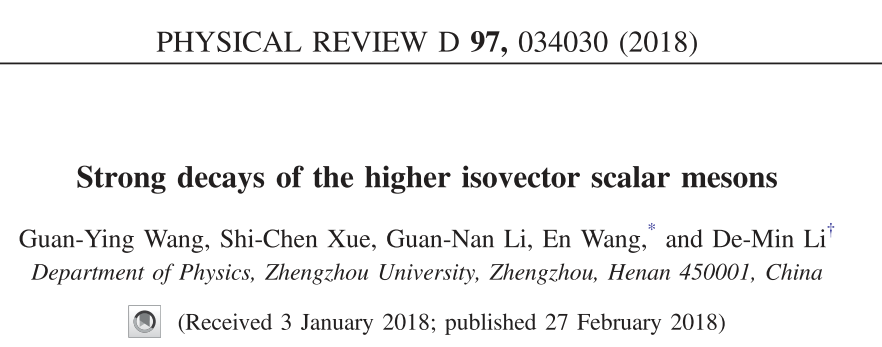 PHYSICAL REVIEW D 97, 034030 (2018)
Strong decays of the higher isovector scalar mesons
Guan-Ying Wang, Shi-Chen Xue, Guan-Nan Li, En Wang,* and De-Min Li†
Department of Physics, Zhengzhou University, Zhengzhou, Henan 450001, China
(Received 3 January 2018; published 27 February 2018)